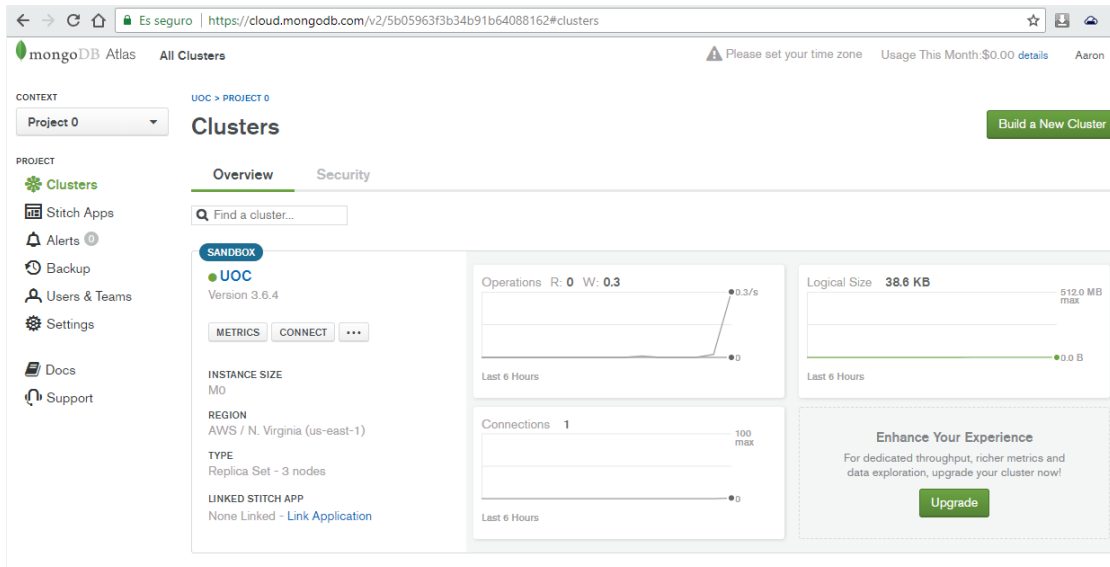 Es seguro | https://cloud.mongodb.com/v2/5b05963f3b34b91b64088162#clusters
mongoDB Atlas All Clusters Please set your time zone Usage This Month:$0.00 details Aaron
CONTEXT
Project 0
UOC > PROJECT 0
Clusters
Build a New Cluster
PROJECT
Clusters
Stitch Apps
Alerts 0
Backup
Users & Teams
Settings
Docs
Support
Overview Security
Find a cluster...
SANDBOX
UOC
Version 3.6.4
METRICS CONNECT ...
INSTANCE SIZE
M0
REGION
AWS / N. Virginia (us-east-1)
TYPE
Replica Set - 3 nodes
LINKED STITCH APP
None Linked - Link Application
Operations R: 0 W: 0.3
0.3/s
0
Last 6 Hours
Logical Size 38.6 KB
512.0 MB
max
0.0 B
Last 6 Hours
Connections 1
100
max
0
Last 6 Hours
Enhance Your Experience
For dedicated throughput, richer metrics and
data exploration, upgrade your cluster now!
Upgrade